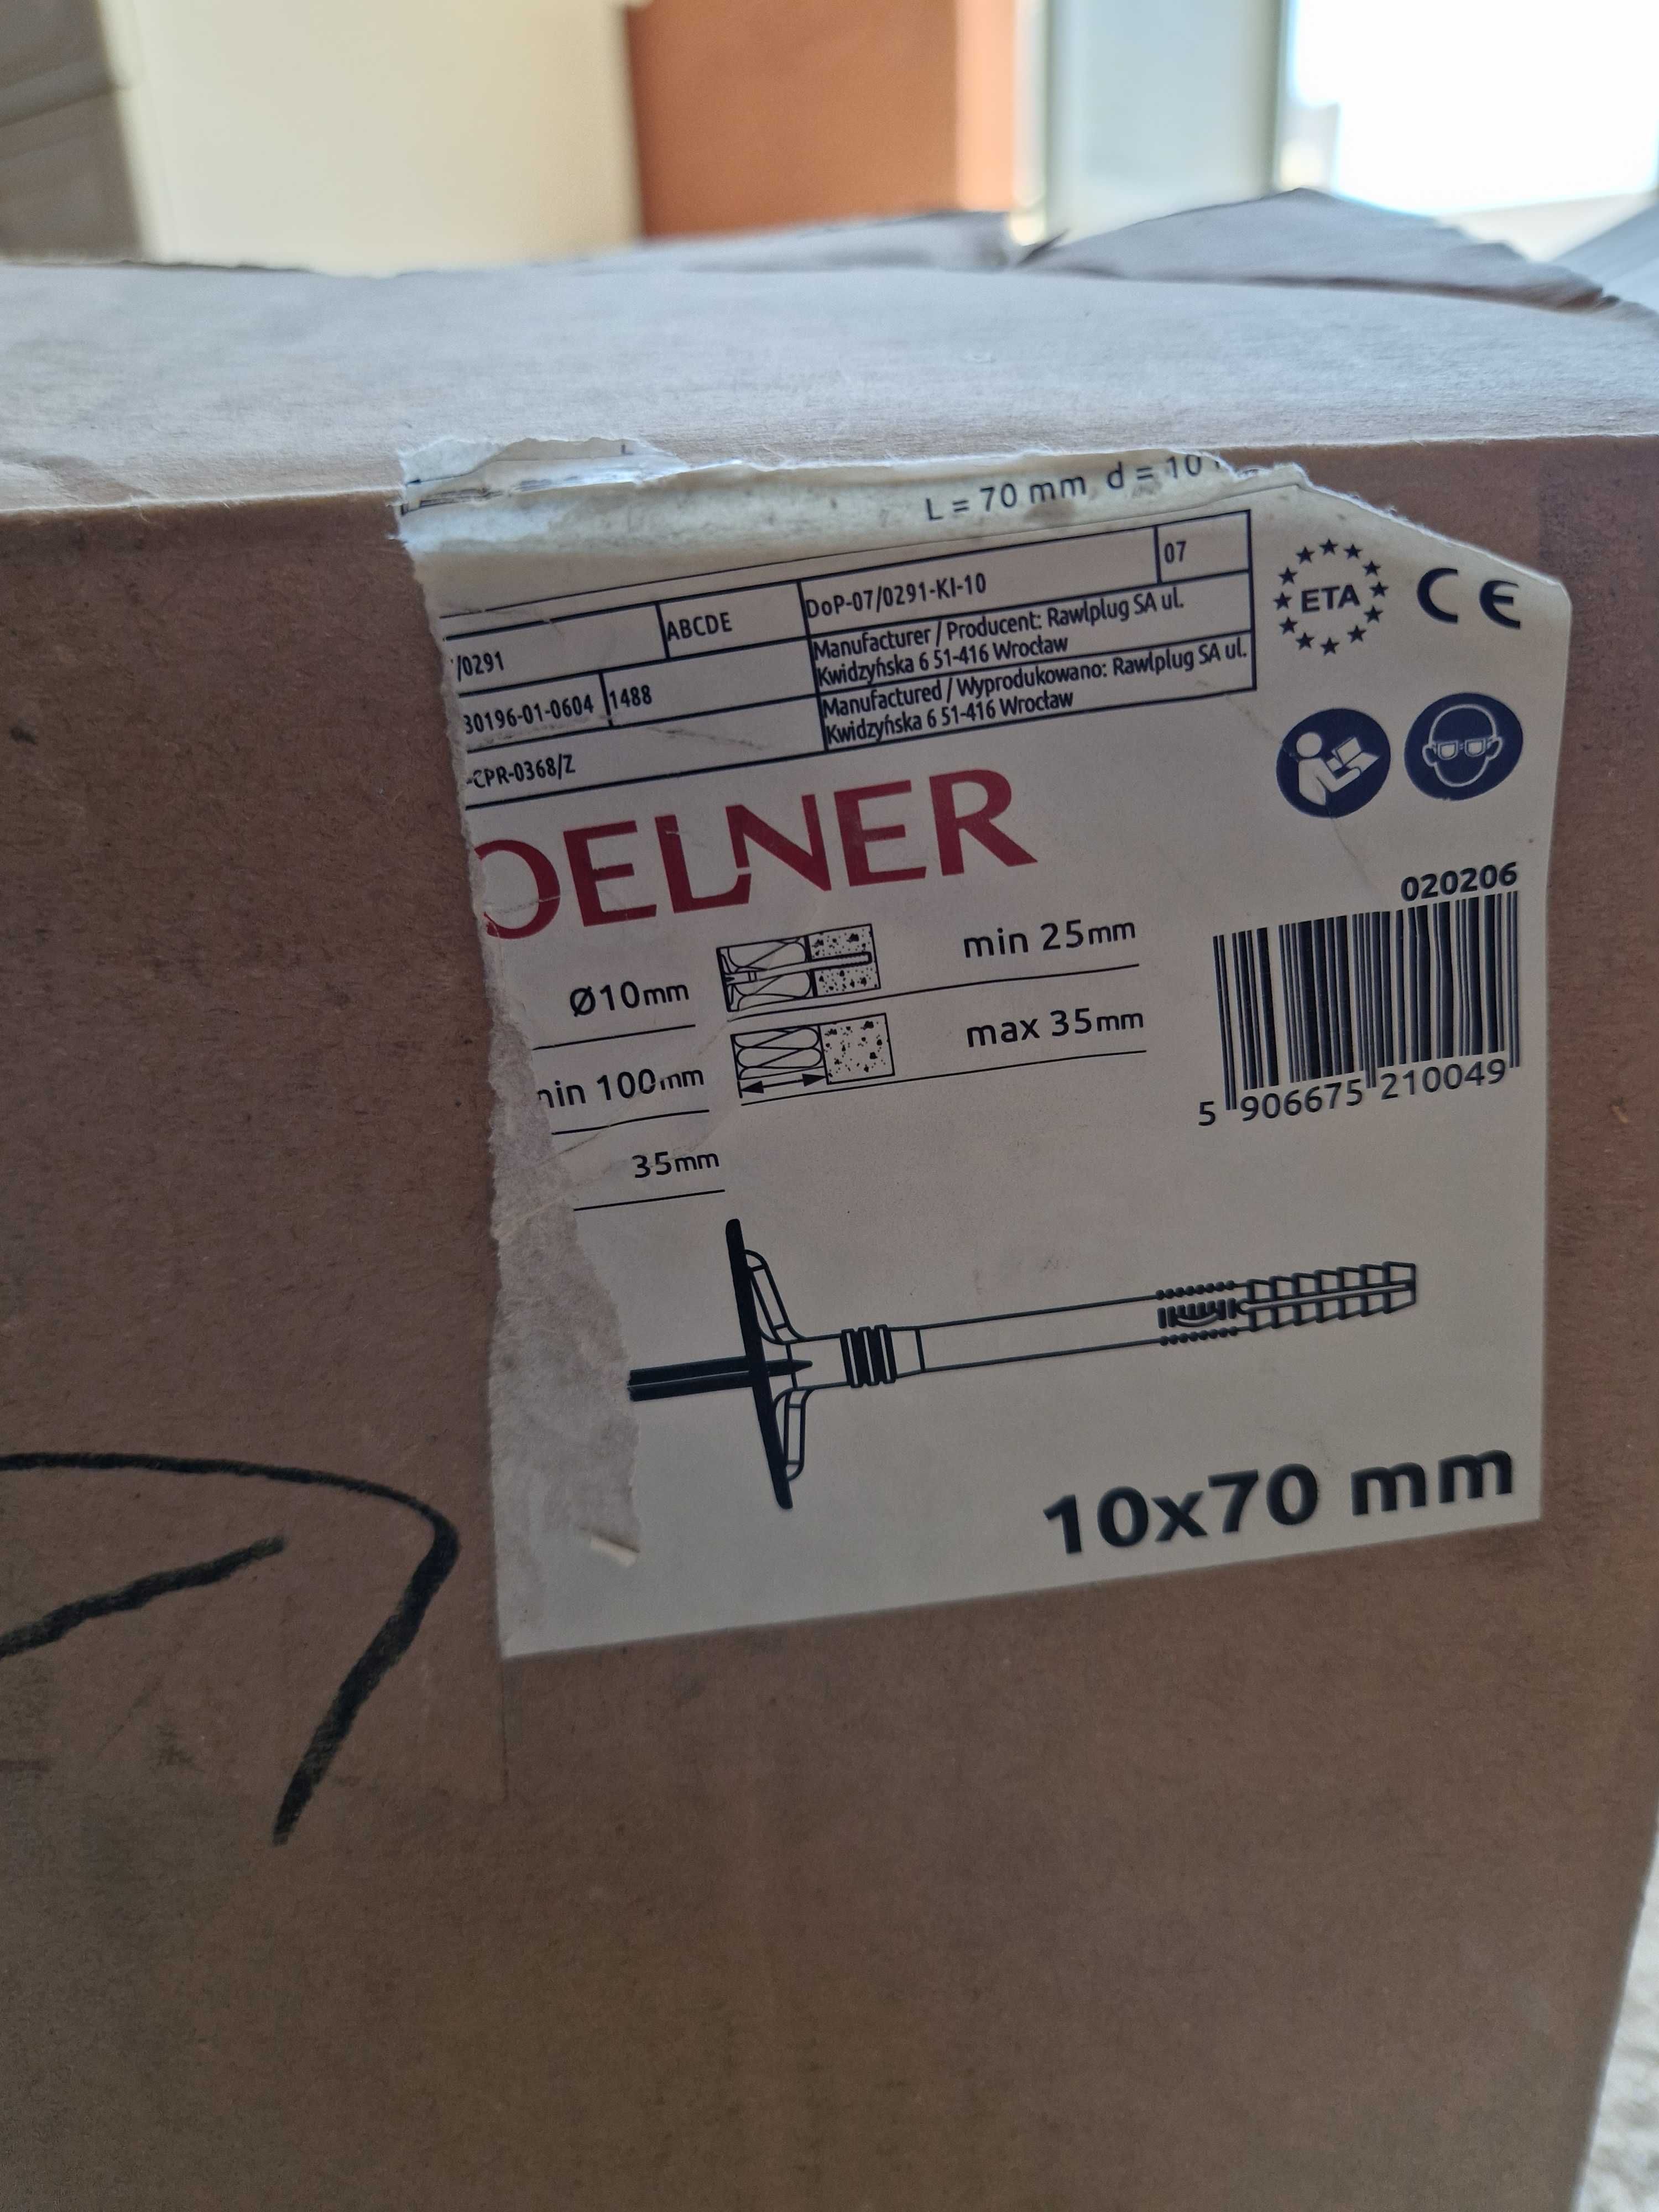 L = 70 mm d = 10
ABCDE
DoP-07/0291-KI-10
07
/0291
Manufacturer / Producent: Rawlplug SA ul.
Kwidzyńska 6 51-416 Wrocław
30196-01-0604
1488
Manufactured / Wyprodukowano: Rawlplug SA ul.
Kwidzyńska 6 51-416 Wrocław
-CPR-0368/Z
ETA
CE
OELNER
020206
Ø10mm
min 25mm
min 100mm
max 35mm
35mm
5 906675 210049
10x70 mm